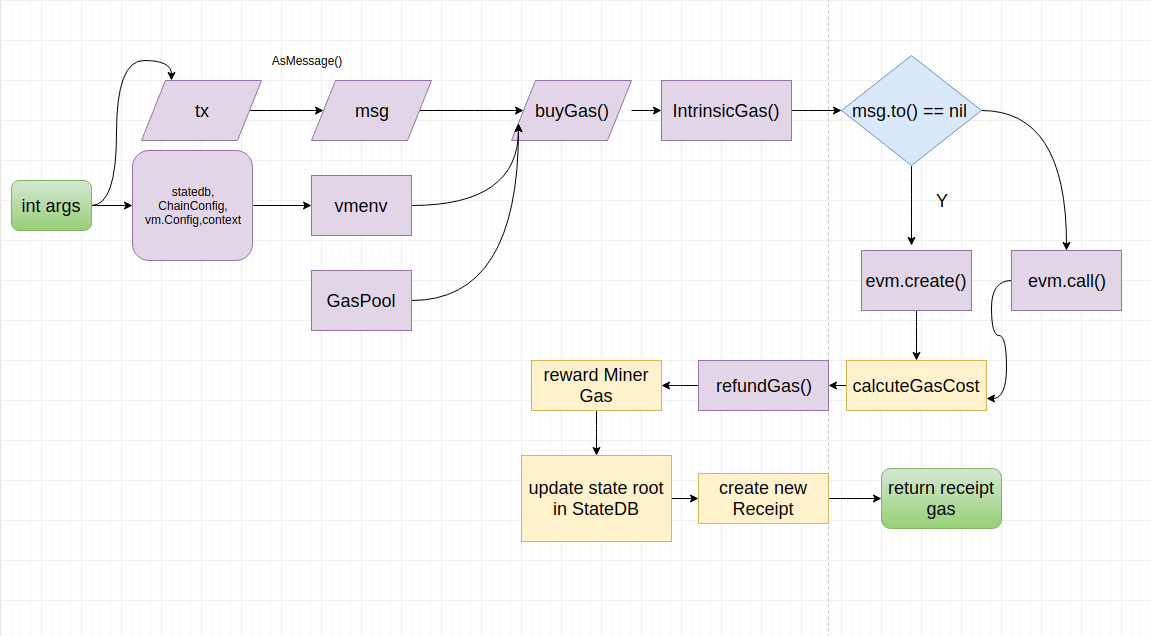 AsMessage()
tx
msg
buyGas()
IntrinsicGas()
msg.to() == nil
int args
statedb,
ChainConfig,
vm.Config,context
vmenv
Y
GasPool
evm.create()
evm.call()
reward Miner
Gas
refundGas()
calcuteGasCost
update state root
in StateDB
create new
Receipt
return receipt
gas